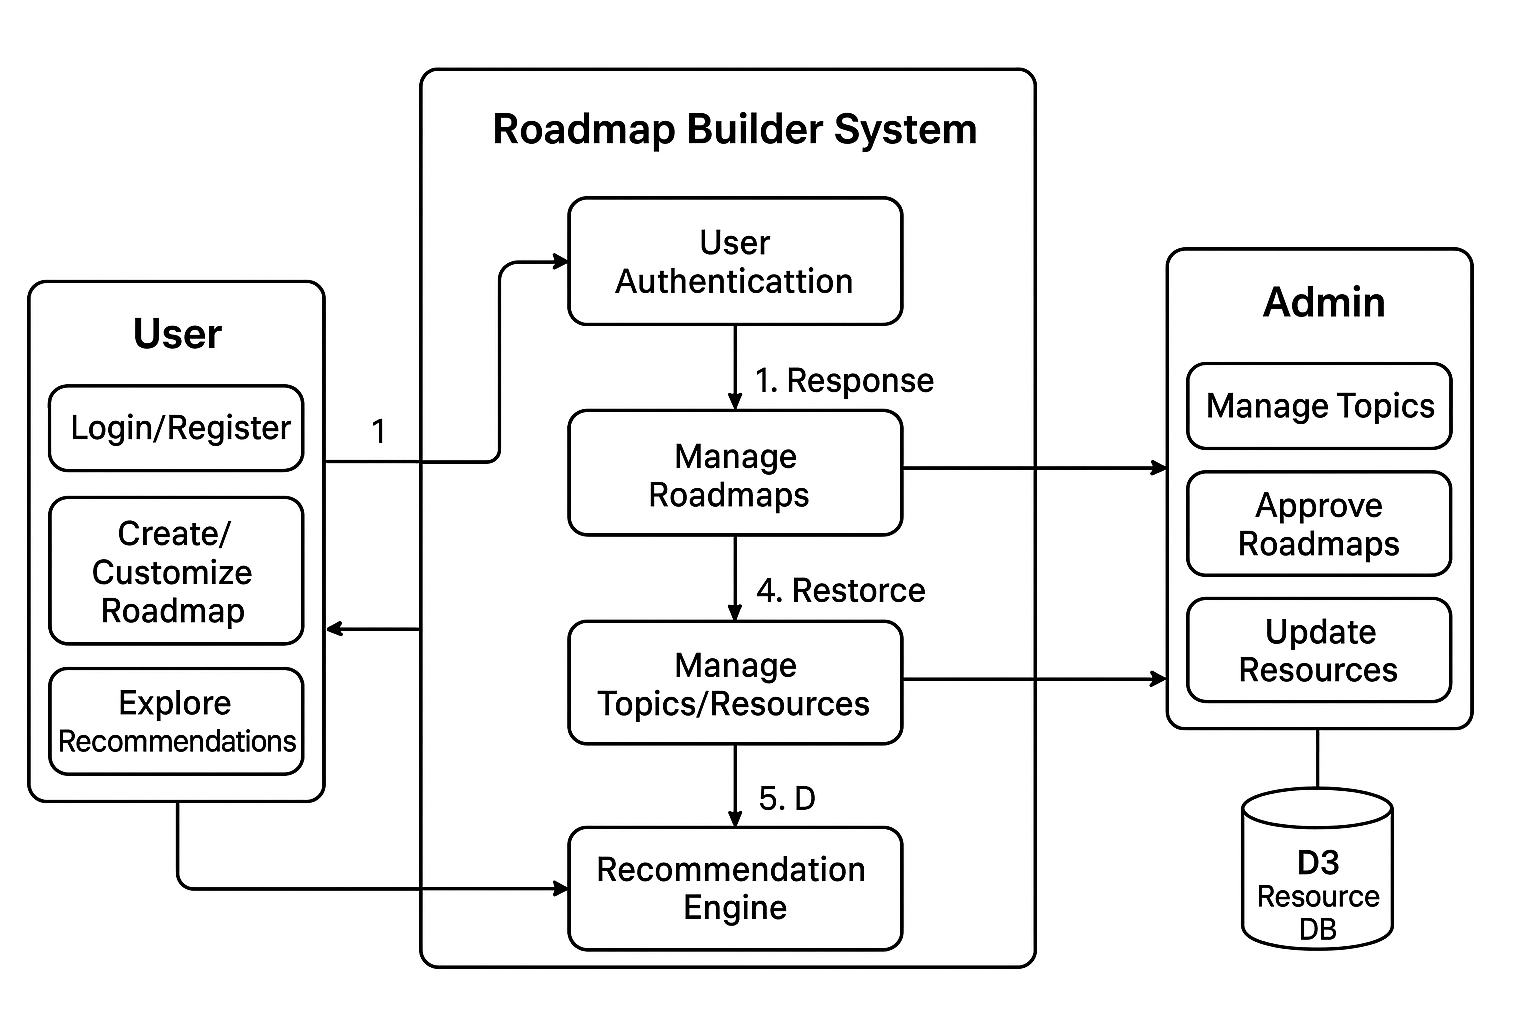 Roadmap Builder System
User
Authenticattion
1. Response
Manage
Roadmaps
4. Restorce
Manage
Topics/Resources
5. D
Recommendation
Engine
User
Login/Register
Create/
Customize
Roadmap
Explore
Recommendations
1
Admin
Manage Topics
Approve
Roadmaps
Update
Resources
D3
Resource
DB